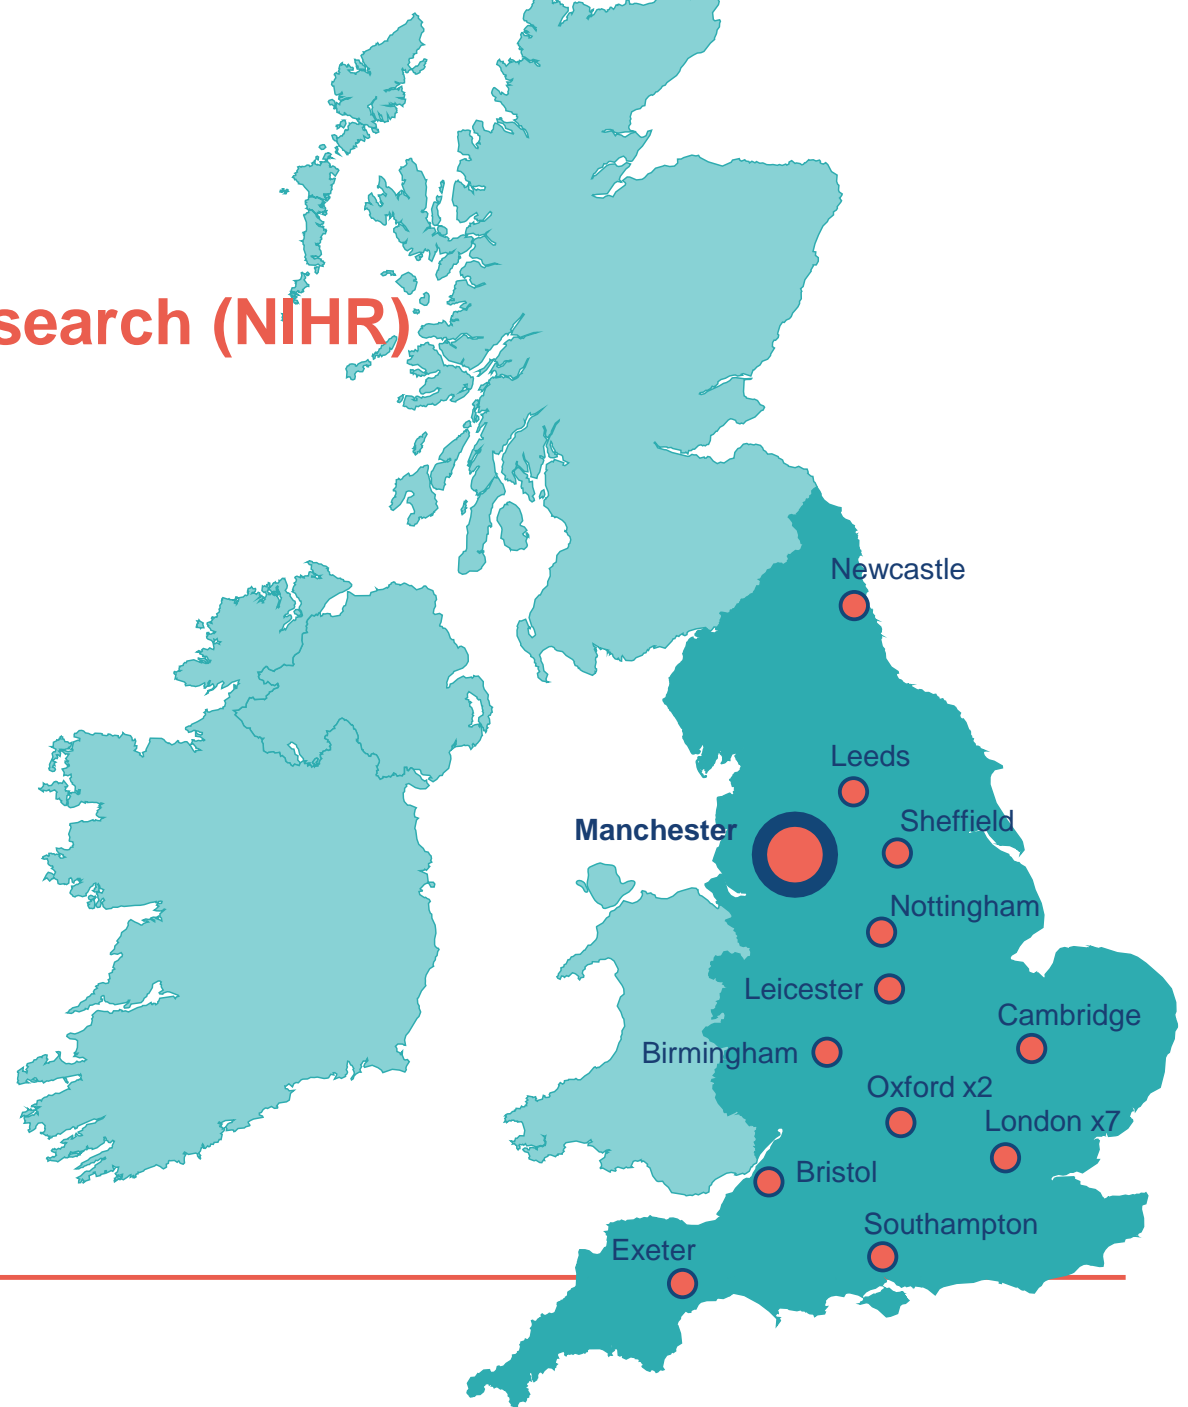 search (NIHR)
Newcastle
Leeds
Manchester
Sheffield
Nottingham
Leicester
Cambridge
Birmingham
Oxford x2
London x7
Bristol
Southampton
Exeter